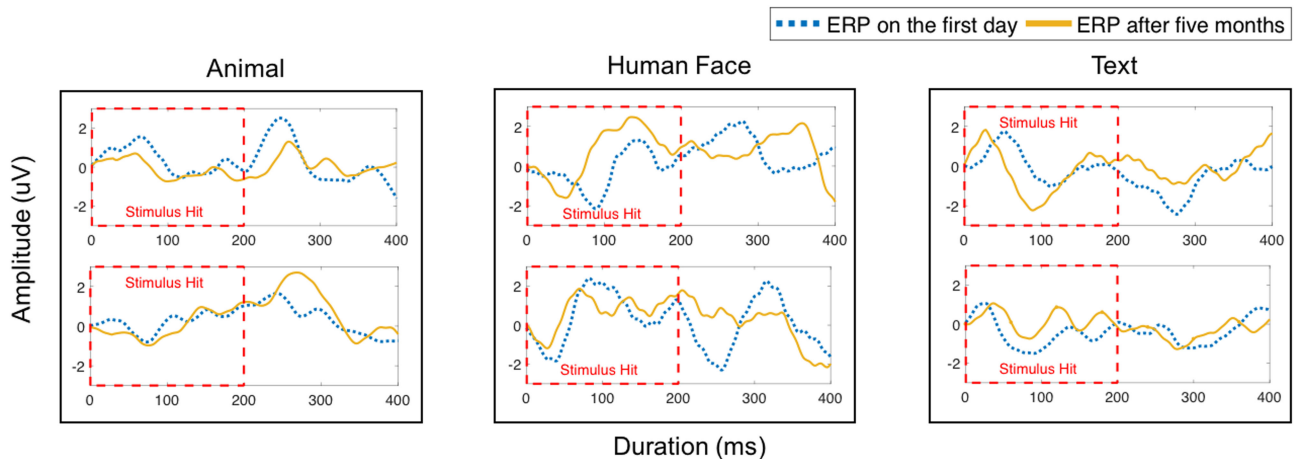 ERP on the first day ERP after five months
Animal Human Face Text
Amplitude (uV)
2
0
-2
Stimulus Hit
0 100 200 300 400
2
0
-2
Stimulus Hit
0 100 200 300 400
2
0
-2
Stimulus Hit
0 100 200 300 400
2
0
-2
Stimulus Hit
0 100 200 300 400
2
0
-2
Stimulus Hit
0 100 200 300 400
2
0
-2
Stimulus Hit
0 100 200 300 400
Duration (ms)